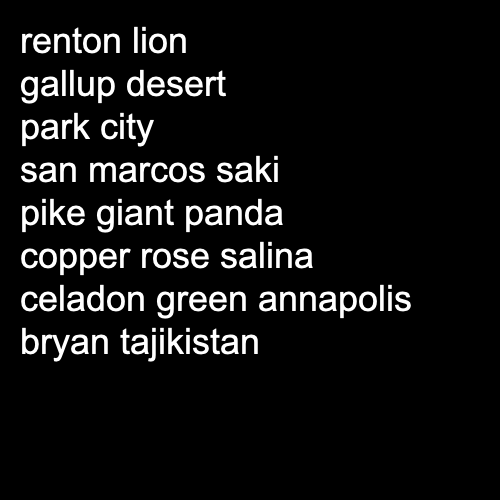 renton lion
gallup desert
park city
san marcos saki
pike giant panda
copper rose salina
celadon green annapolis
bryan tajikistan